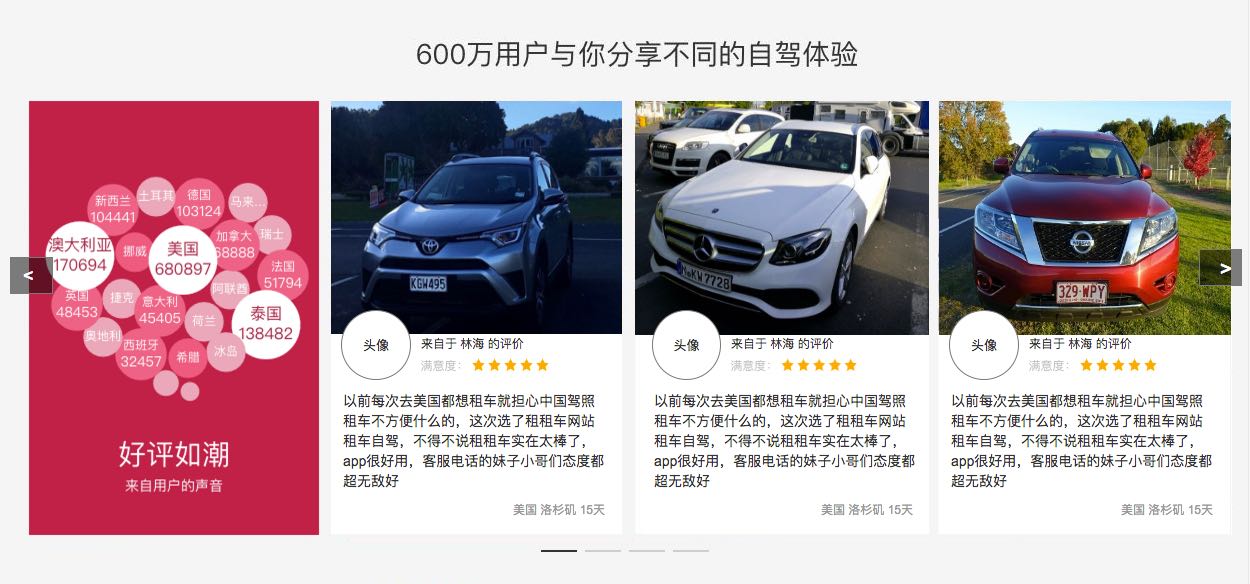 600万用户与你分享不同的自驾体验
新西兰
104441
土耳其
德国
103124
马来...
澳大利亚
170694
挪威
美国
680897
加拿大
68888
瑞士
法国
51794
英国
48453
捷克
意大利
45405
阿联酋
荷兰
泰国
138482
奥地利
西班牙
32457
希腊
冰岛
好评如潮
来自用户的声音
<
KGW495
头像
来自于 林海 的评价
满意度：
以前每次去美国都想租车就担心中国驾照
租车不方便什么的，这次选了租租车网站
租车自驾，不得不说租租车实在太棒了，
app很好用，客服电话的妹子小哥们态度都
超无敌好
美国 洛杉矶 15天
N KW 7728
头像
来自于 林海 的评价
满意度：
以前每次去美国都想租车就担心中国驾照
租车不方便什么的，这次选了租租车网站
租车自驾，不得不说租租车实在太棒了，
app很好用，客服电话的妹子小哥们态度都
超无敌好
美国 洛杉矶 15天
329·WPY
头像
来自于 林海 的评价
满意度：
以前每次去美国都想租车就担心中国驾照
租车不方便什么的，这次选了租租车网站
租车自驾，不得不说租租车实在太棒了，
app很好用，客服电话的妹子小哥们态度都
超无敌好
美国 洛杉矶 15天
>